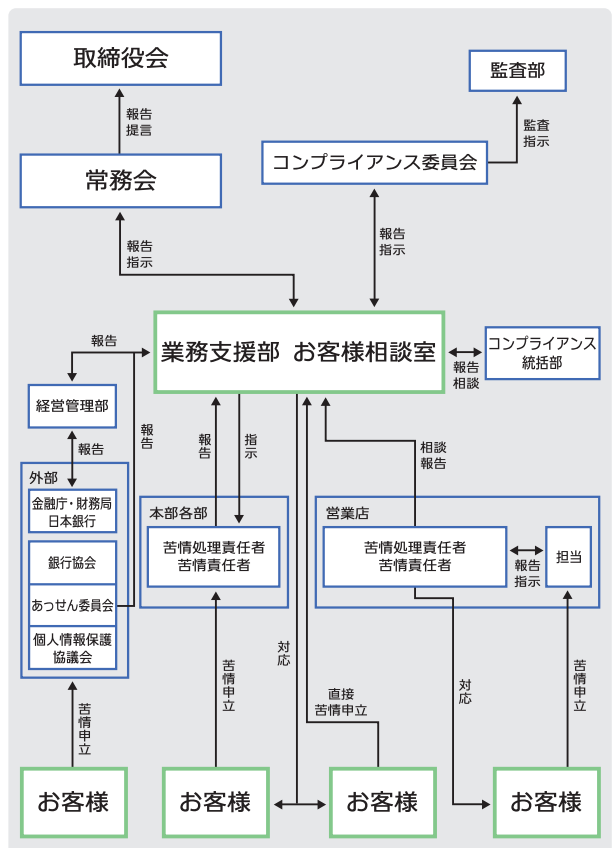 取締役会
監査部
報告
提言
監査
指示
コンプライアンス委員会
常務会
報告
指示
報告
指示
業務支援部 お客様相談室
コンプライアンス
統括部
報告
相談
報告
経営管理部
報告
報告
外部
金融庁・財務局
日本銀行
銀行協会
あっせん委員会
個人情報保護
協議会
報告
指示
相談
報告
本部各部
苦情処理責任者
苦情責任者
営業店
苦情処理責任者
苦情責任者
報告
指示
担当
苦情申立
苦情申立
対応
直接
苦情申立
対応
苦情申立
お客様
お客様
お客様
お客様